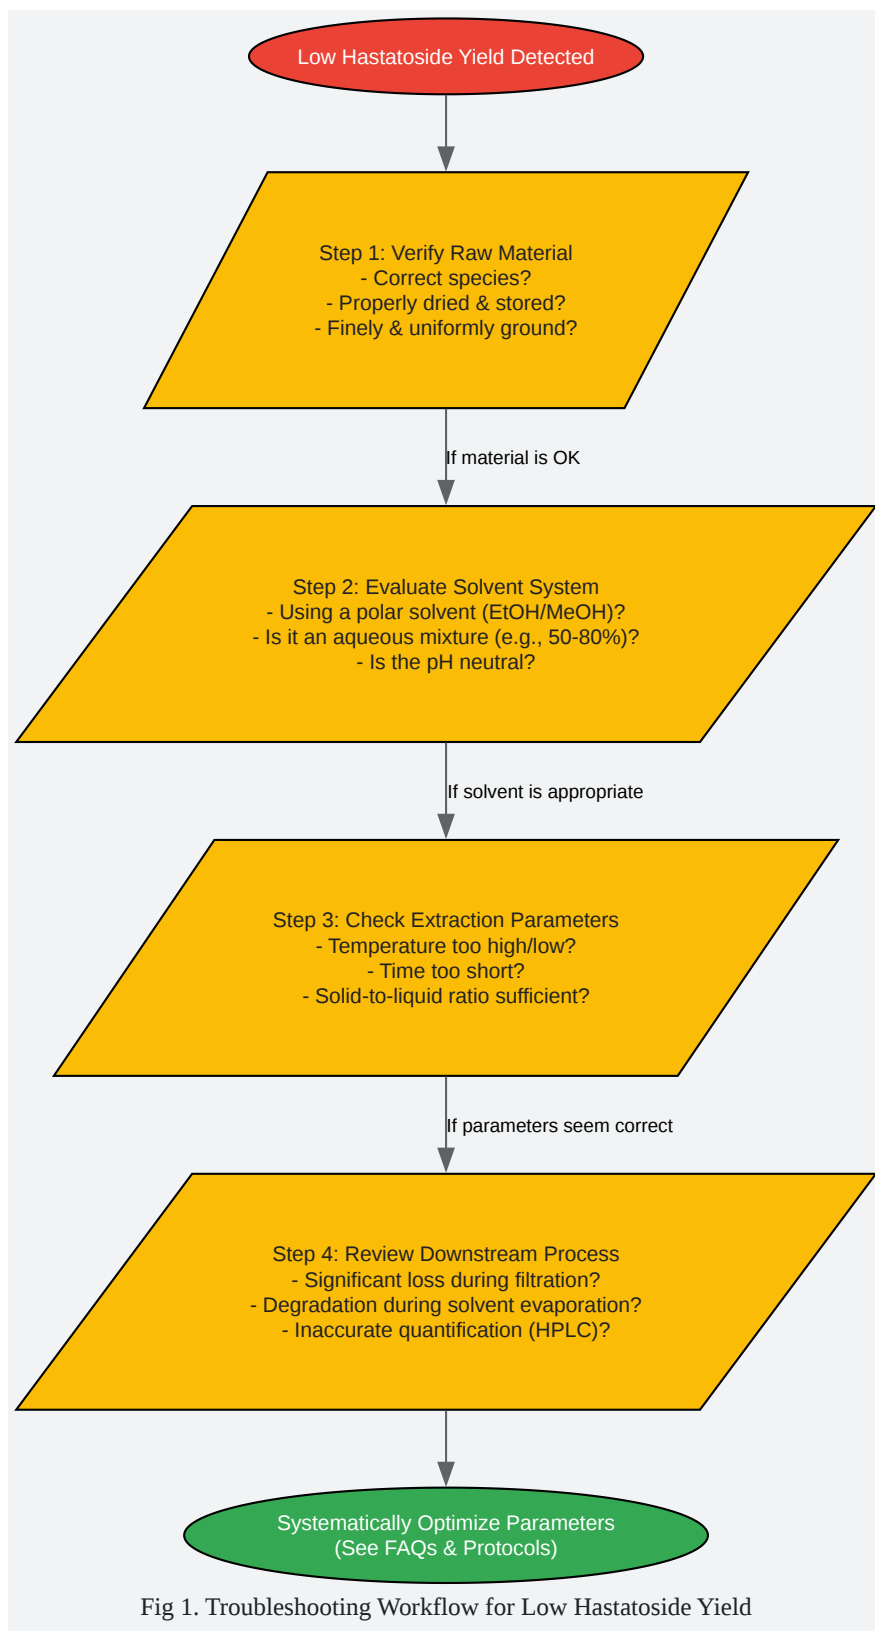 Low Hastatoside Yield Detected
Step 1: Verify Raw Material
- Correct species?
- Properly dried & stored?
- Finely & uniformly ground?
If material is OK
Step 2: Evaluate Solvent System
- Using a polar solvent (EtOH/MeOH)?
- Is it an aqueous mixture (e.g., 50-80%)?
- Is the pH neutral?
If solvent is appropriate
Step 3: Check Extraction Parameters
- Temperature too high/low?
- Time too short?
- Solid-to-liquid ratio sufficient?
If parameters seem correct
Step 4: Review Downstream Process
- Significant loss during filtration?
- Degradation during solvent evaporation?
- Inaccurate quantification (HPLC)?
Systematically Optimize Parameters
(See FAQs & Protocols)
Fig 1. Troubleshooting Workflow for Low Hastatoside Yield